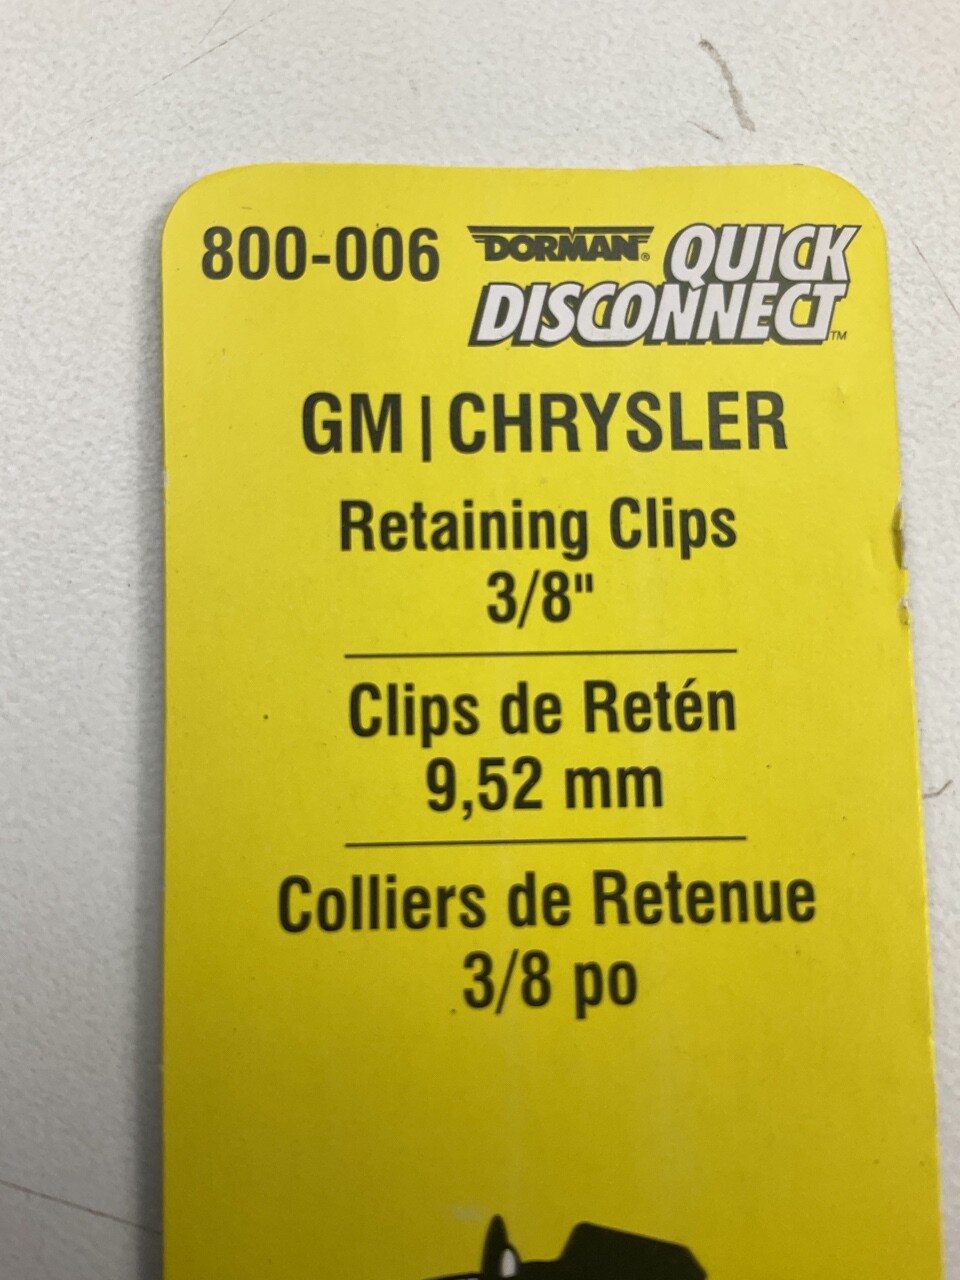 800-006 DORMAN® QUICK
DISCONNECT™
GM | CHRYSLER
Retaining Clips
3/8"
Clips de Retén
9,52 mm
Colliers de Retenue
3/8 po